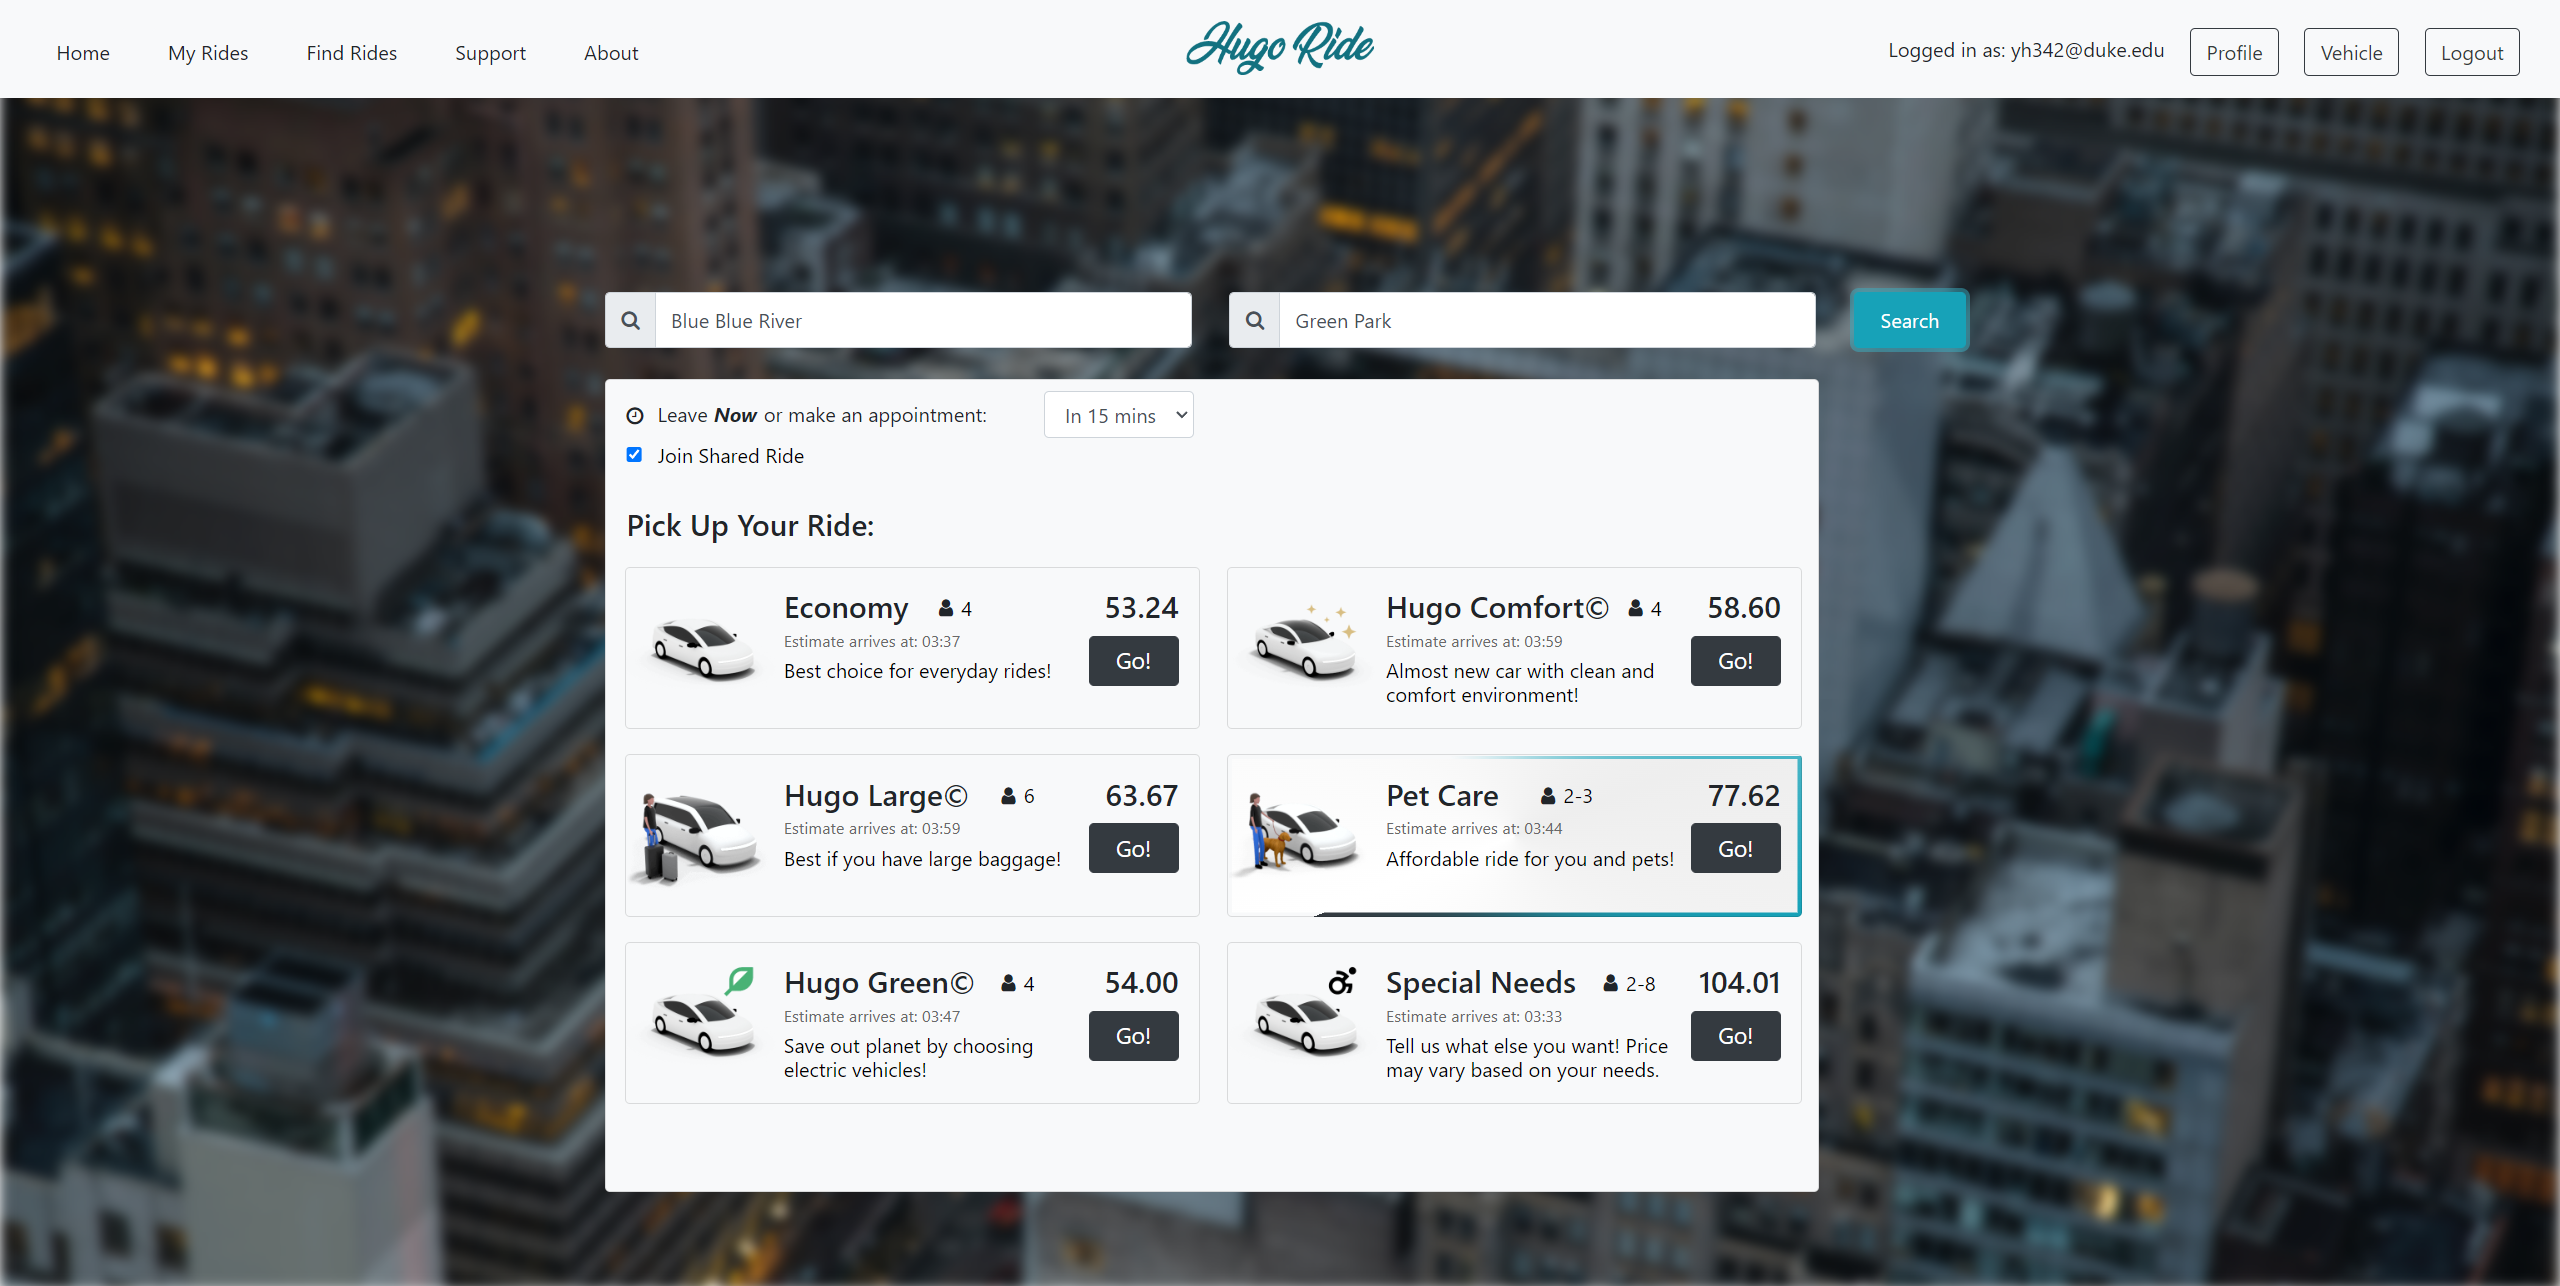 Home My Rides Find Rides Support About
Hugo Ride
Logged in as: yh342@duke.edu Profile Vehicle Logout
Blue Blue River
Green Park
Search
Leave Now or make an appointment: In 15 mins
Join Shared Ride
Pick Up Your Ride:
Economy 4 53.24
Estimate arrives at: 03:37
Best choice for everyday rides!
Go!
Hugo Comfort© 4 58.60
Estimate arrives at: 03:59
Almost new car with clean and
comfort environment!
Go!
Hugo Large© 6 63.67
Estimate arrives at: 03:59
Best if you have large baggage!
Go!
Pet Care 2-3 77.62
Estimate arrives at: 03:44
Affordable ride for you and pets!
Go!
Hugo Green© 4 54.00
Estimate arrives at: 03:47
Save out planet by choosing
electric vehicles!
Go!
Special Needs 2-8 104.01
Estimate arrives at: 03:33
Tell us what else you want! Price
may vary based on your needs.
Go!